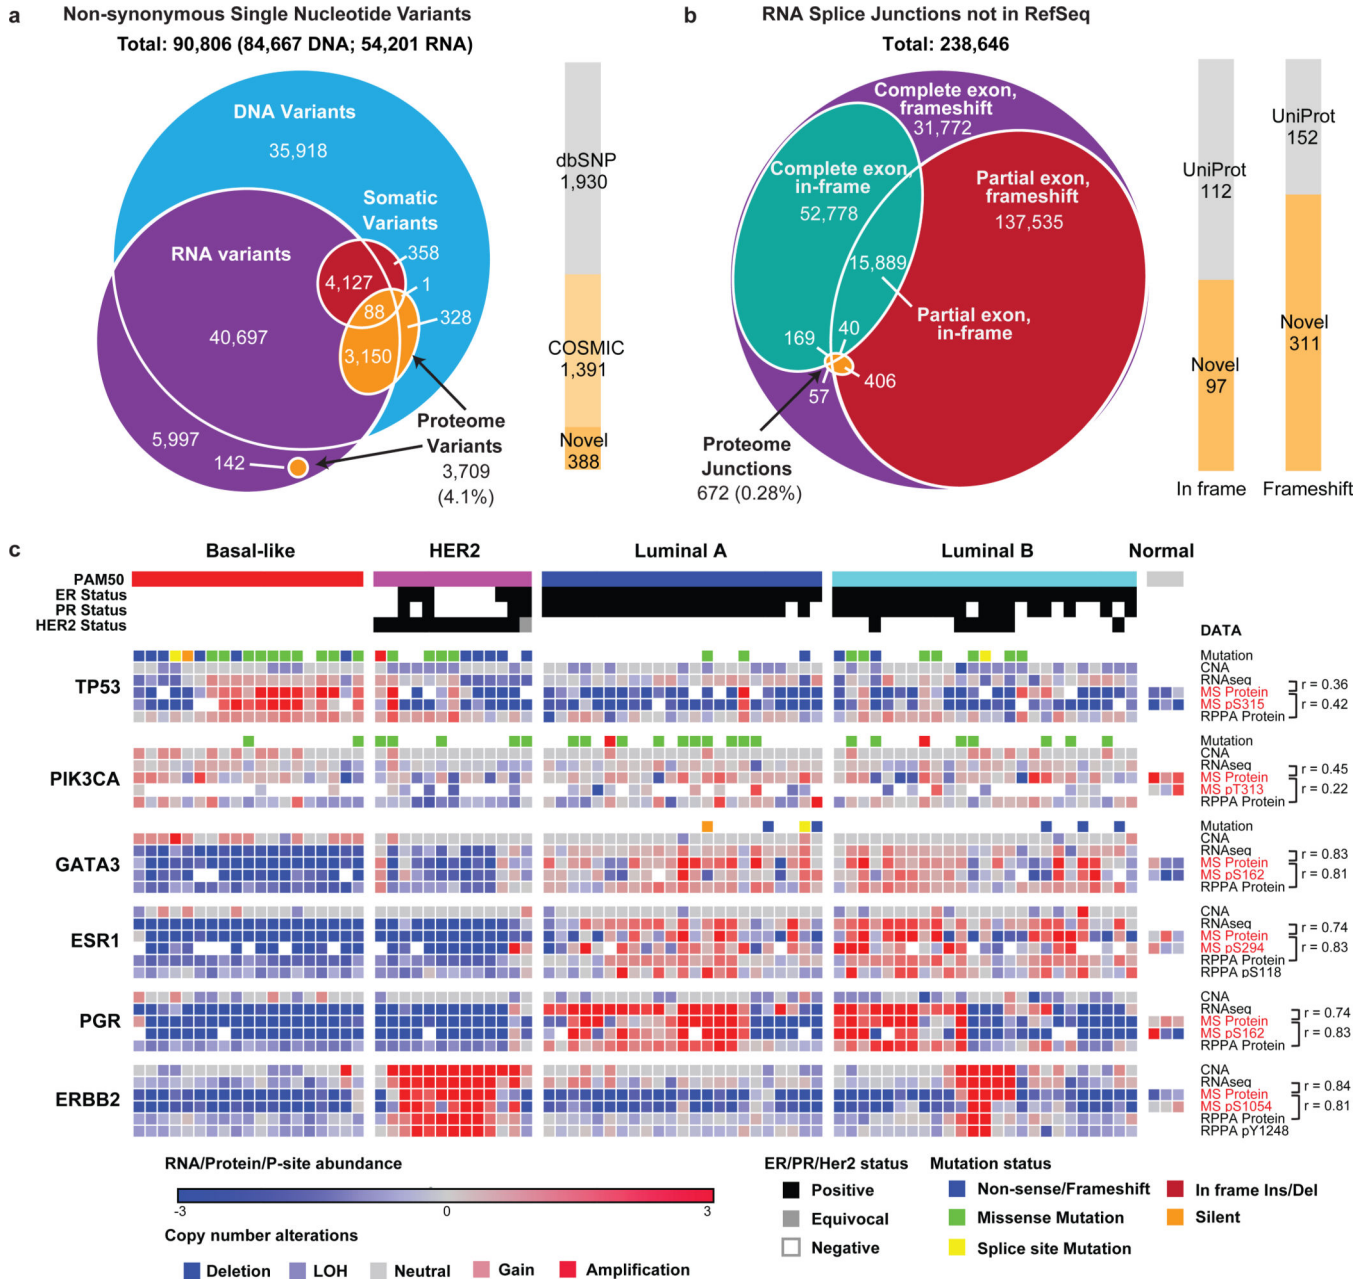 a Non-synonymous Single Nucleotide Variants
Total: 90,806 (84,667 DNA; 54,201 RNA)
DNA Variants
35,918
Somatic
Variants
358
RNA variants
4,127
1
88
328
40,697
3,150
Proteome
Variants
3,709
(4.1%)
5,997
142
dbSNP
1,930
COSMIC
1,391
Novel
388
b RNA Splice Junctions not in RefSeq
Total: 238,646
Complete exon,
frameshift
31,772
Complete exon,
in-frame
52,778
Partial exon,
frameshift
137,535
15,889
Partial exon,
in-frame
169
40
406
57
Proteome
Junctions
672 (0.28%)
UniProt
112
Novel
97
In frame
UniProt
152
Novel
311
Frameshift
c
Basal-like HER2 Luminal A Luminal B Normal
PAM50
ER Status
PR Status
HER2 Status
DATA
TP53
Mutation
CNA
RNAseq
MS Protein
MS pS315
RPPA Protein
r = 0.36
r = 0.42
PIK3CA
Mutation
CNA
RNAseq
MS Protein
MS pT313
RPPA Protein
r = 0.45
r = 0.22
GATA3
Mutation
CNA
RNAseq
MS Protein
MS pS162
RPPA Protein
r = 0.83
r = 0.81
ESR1
CNA
RNAseq
MS Protein
MS pS294
RPPA Protein
RPPA pS118
r = 0.74
r = 0.83
PGR
CNA
RNAseq
MS Protein
MS pS162
RPPA Protein
r = 0.74
r = 0.83
ERBB2
CNA
RNAseq
MS Protein
MS pS1054
RPPA Protein
RPPA pY1248
r = 0.84
r = 0.81
RNA/Protein/P-site abundance
-3 0 3
Copy number alterations
Deletion LOH Neutral Gain Amplification
ER/PR/Her2 status
Positive
Equivocal
Negative
Mutation status
Non-sense/Frameshift
Missense Mutation
Splice site Mutation
In frame Ins/Del
Silent